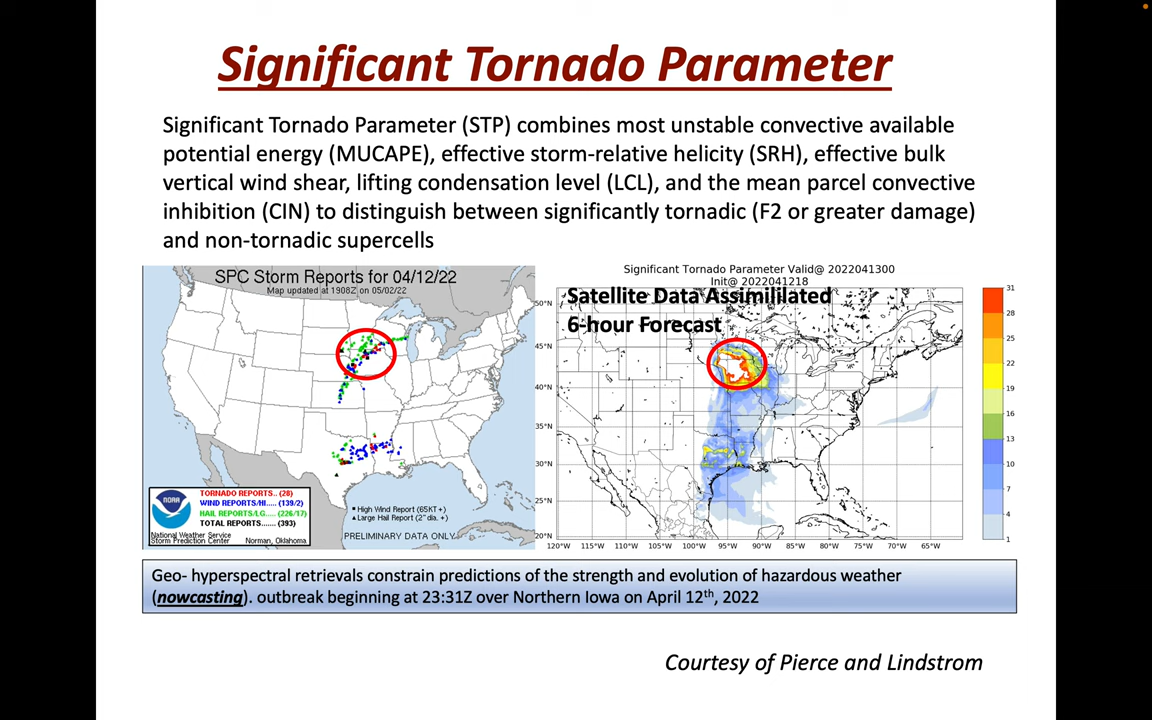 Significant Tornado Parameter
Significant Tornado Parameter (STP) combines most unstable convective available
potential energy (MUCAPE), effective storm-relative helicity (SRH), effective bulk
vertical wind shear, lifting condensation level (LCL), and the mean parcel convective
inhibition (CIN) to distinguish between significantly tornadic (F2 or greater damage)
and non-tornadic supercells
SPC Storm Reports for 04/12/22
Map updated at 1908Z on 05/02/22
NOAA
TORNADO REPORTS.. (28)
WIND REPORTS/HI..... (139/2)
HAIL REPORTS/LG..... (226/17)
TOTAL REPORTS....... (393)
National Weather Service
Storm Prediction Center
Norman, Oklahoma
High Wind Report (65KT +)
Large Hail Report (2" dia. +)
PRELIMINARY DATA ONLY
Significant Tornado Parameter Valid@ 2022041300
Init@ 2022041218
Satellite Data Assimililated
6-hour Forecast
50°N
45°N
40°N
35°N
30°N
25°N
20°N
120°W 115°W 110°W 105°W 100°W 95°W 90°W 85°W 80°W 75°W 70°W 65°W
31
28
25
22
19
16
13
10
7
4
1
Geo- hyperspectral retrievals constrain predictions of the strength and evolution of hazardous weather
(nowcasting). outbreak beginning at 23:31Z over Northern Iowa on April 12th, 2022
Courtesy of Pierce and Lindstrom